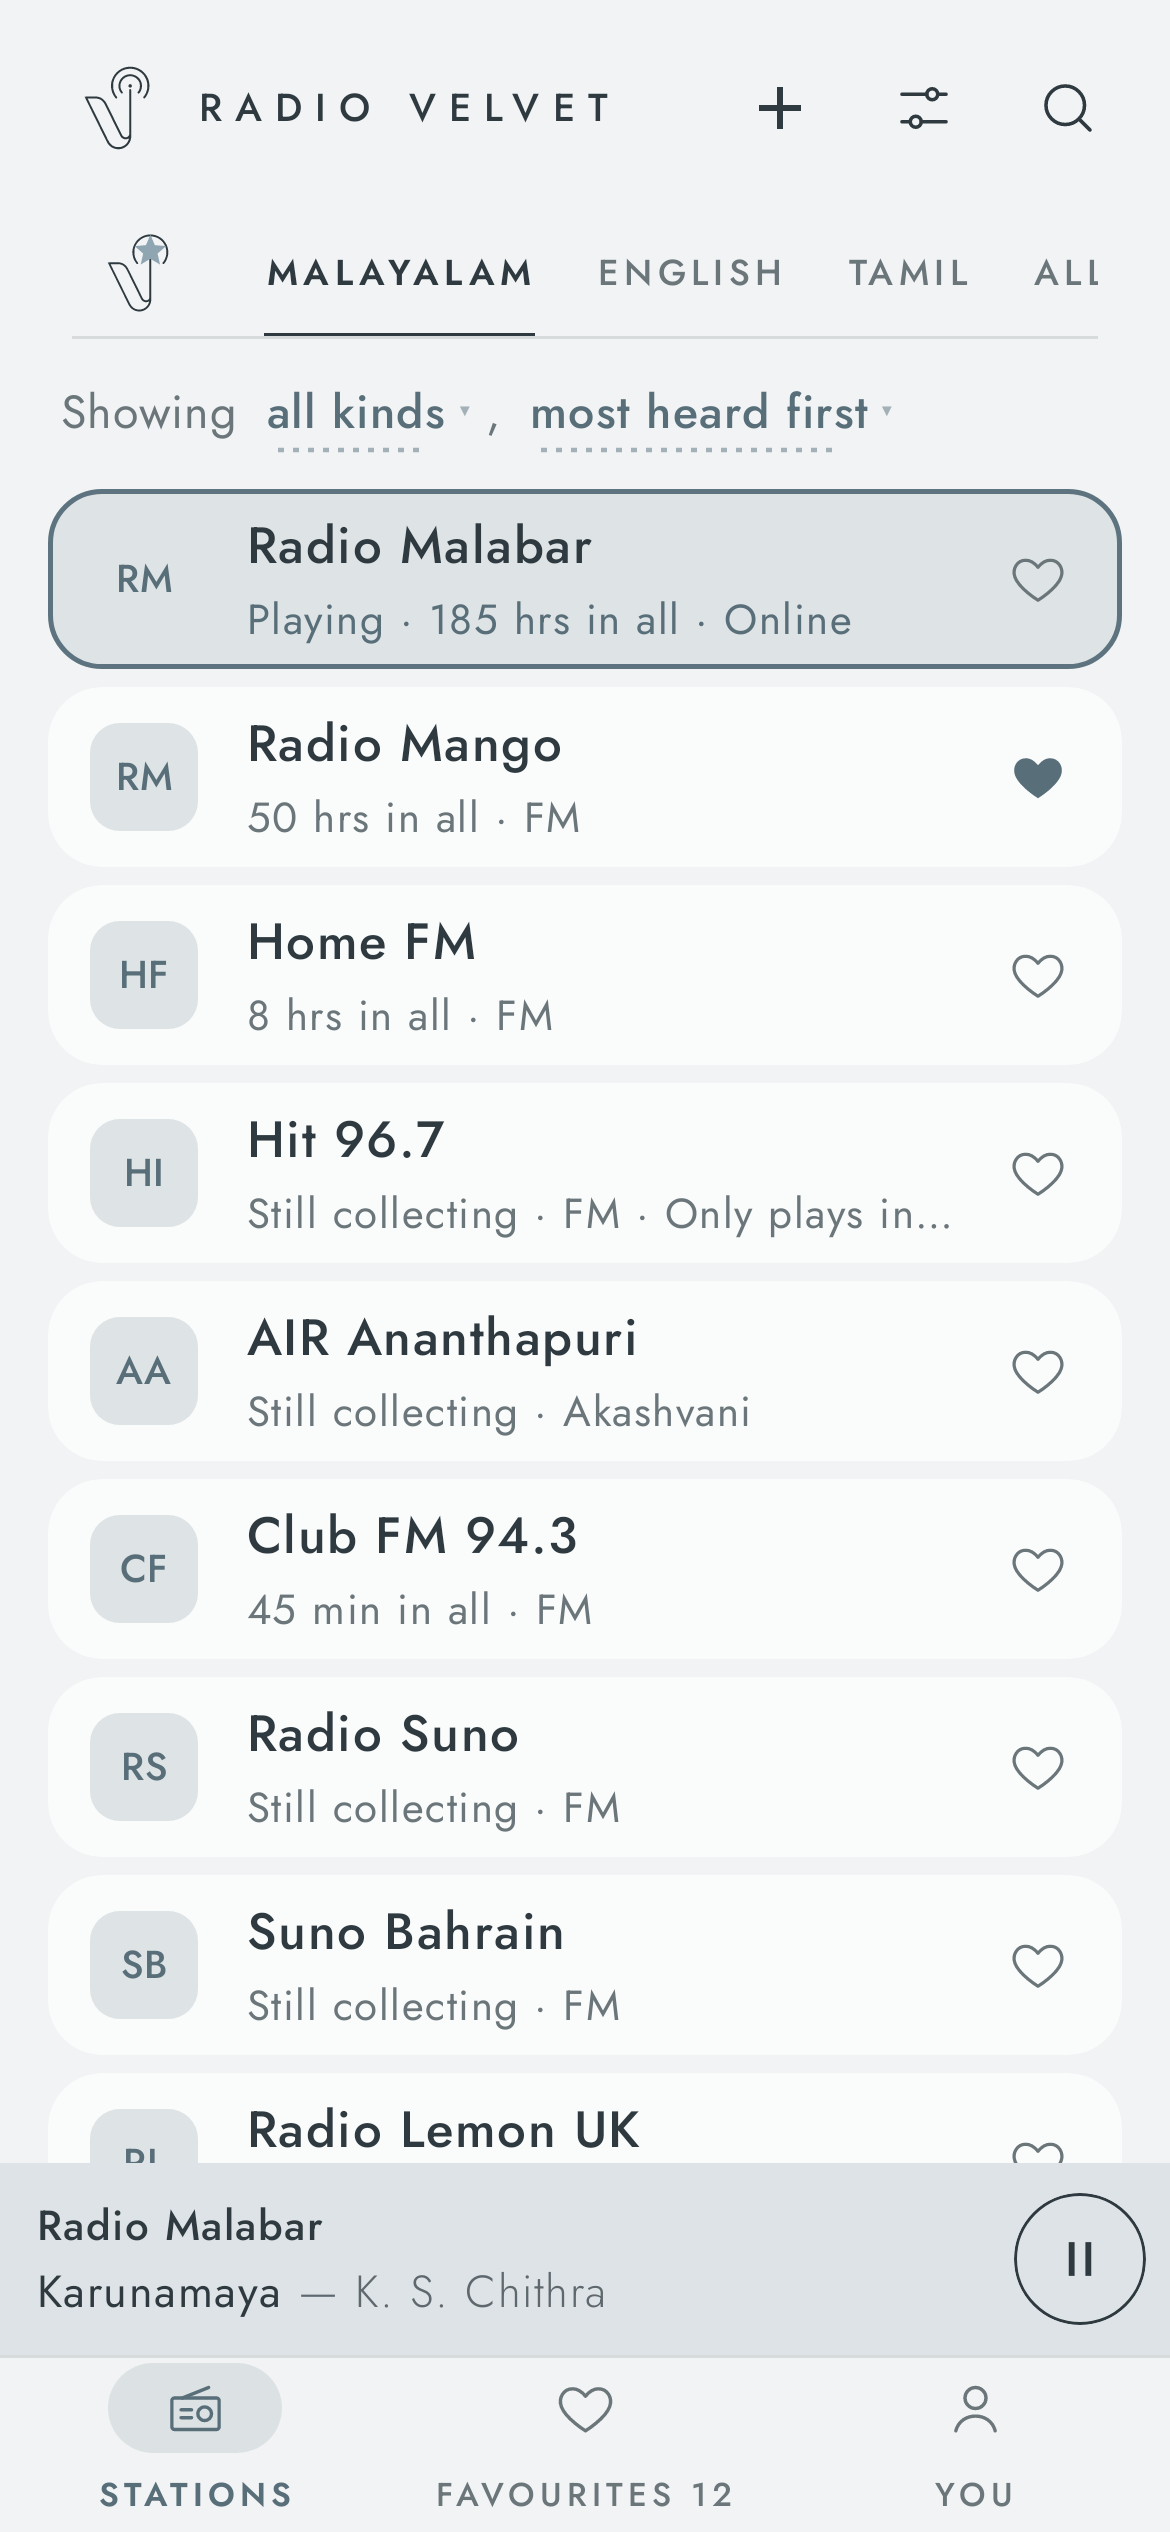 RADIO VELVET
MALAYALAM ENGLISH TAMIL ALL
Showing all kinds ▾ , most heard first ▾
RM
Radio Malabar
Playing · 185 hrs in all · Online
RM
Radio Mango
50 hrs in all · FM
HF
Home FM
8 hrs in all · FM
HI
Hit 96.7
Still collecting · FM · Only plays in...
AA
AIR Ananthapuri
Still collecting · Akashvani
CF
Club FM 94.3
45 min in all · FM
RS
Radio Suno
Still collecting · FM
SB
Suno Bahrain
Still collecting · FM
Radio Lemon UK
Radio Malabar
Karunamaya — K. S. Chithra
STATIONS FAVOURITES 12 YOU